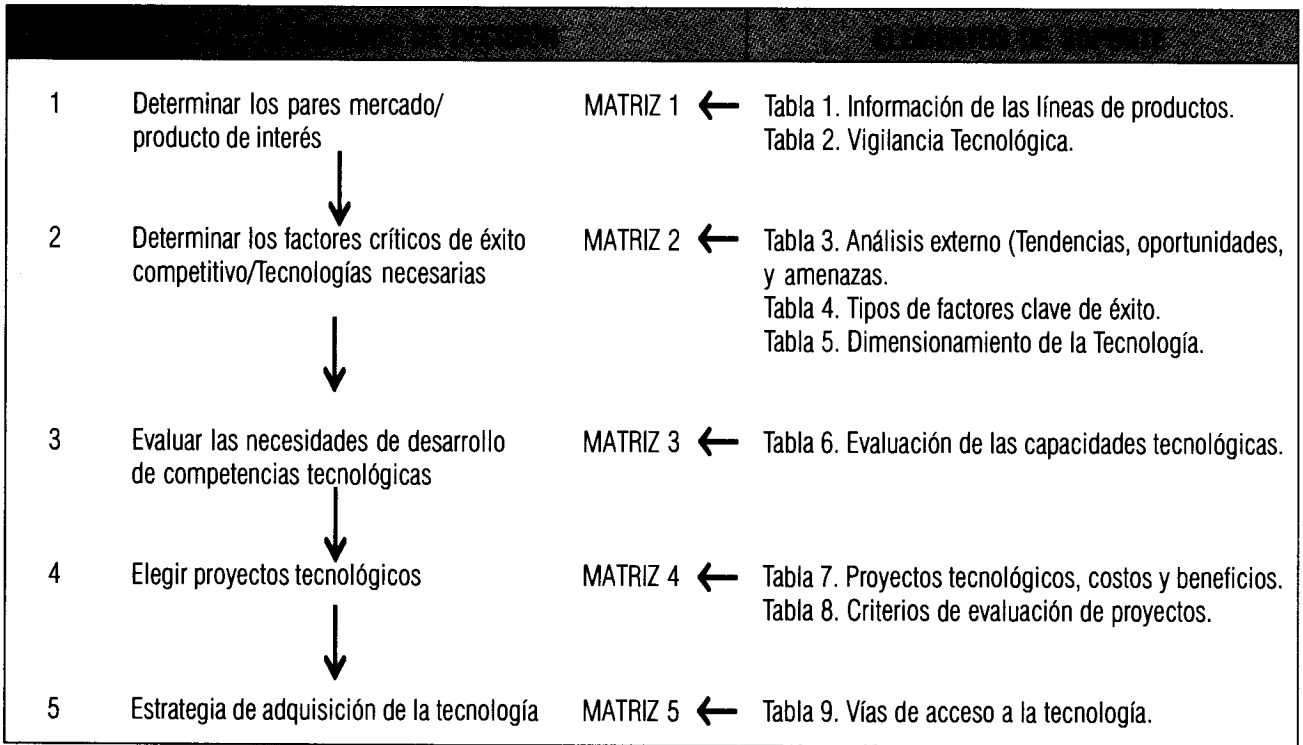 DE DECISIÓN
ELEMENTOS DE SOPORTE
1 Determinar los pares mercado/ MATRIZ 1 Tabla 1. Información de las líneas de productos.
producto de interés Tabla 2. Vigilancia Tecnológica.
2 Determinar los factores críticos de éxito MATRIZ 2 Tabla 3. Análisis externo (Tendencias, oportunidades,
competitivo/Tecnologías necesarias y amenazas.
Tabla 4. Tipos de factores clave de éxito.
Tabla 5. Dimensionamiento de la Tecnología.
3 Evaluar las necesidades de desarrollo MATRIZ 3 Tabla 6. Evaluación de las capacidades tecnológicas.
de competencias tecnológicas
4 Elegir proyectos tecnológicos MATRIZ 4 Tabla 7. Proyectos tecnológicos, costos y beneficios.
Tabla 8. Criterios de evaluación de proyectos.
5 Estrategia de adquisición de la tecnología MATRIZ 5 Tabla 9. Vías de acceso a la tecnología.